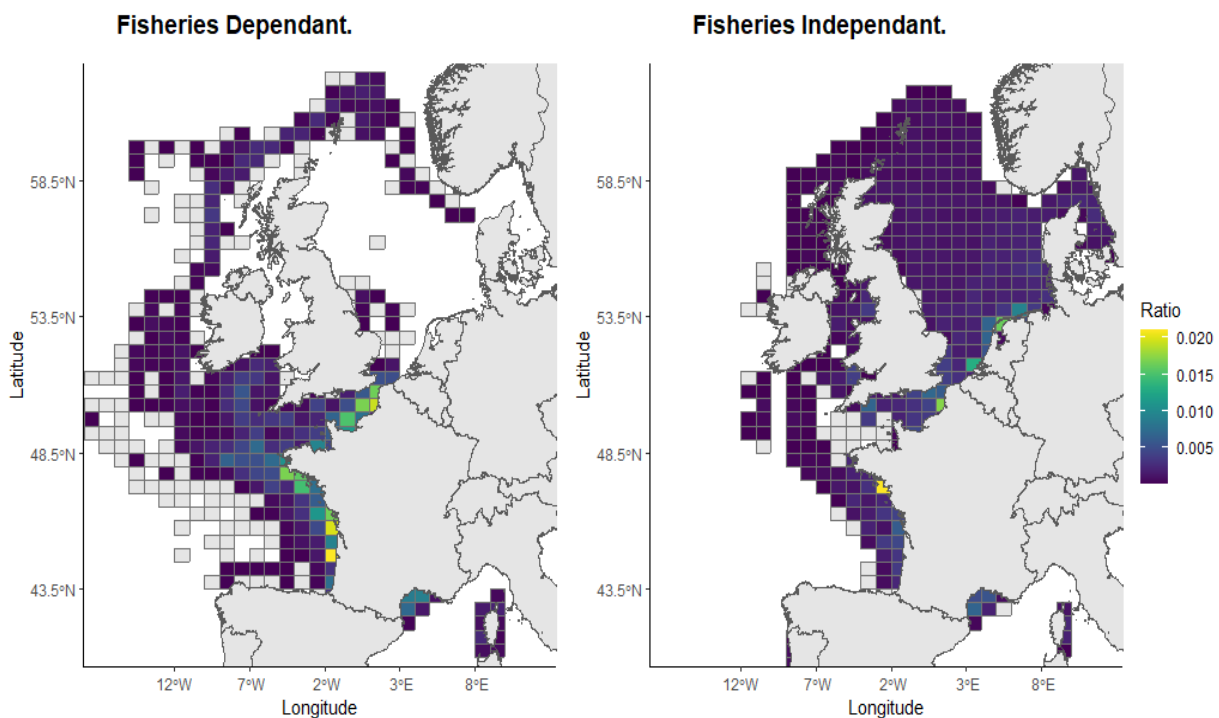 Fisheries Dependant.
Fisheries Independant.
58.5°N
53.5°N
48.5°N
43.5°N
Latitude
12°W
7°W
2°W
3°E
8°E
Longitude
58.5°N
53.5°N
48.5°N
43.5°N
Latitude
12°W
7°W
2°W
3°E
8°E
Longitude
Ratio
0.020
0.015
0.010
0.005